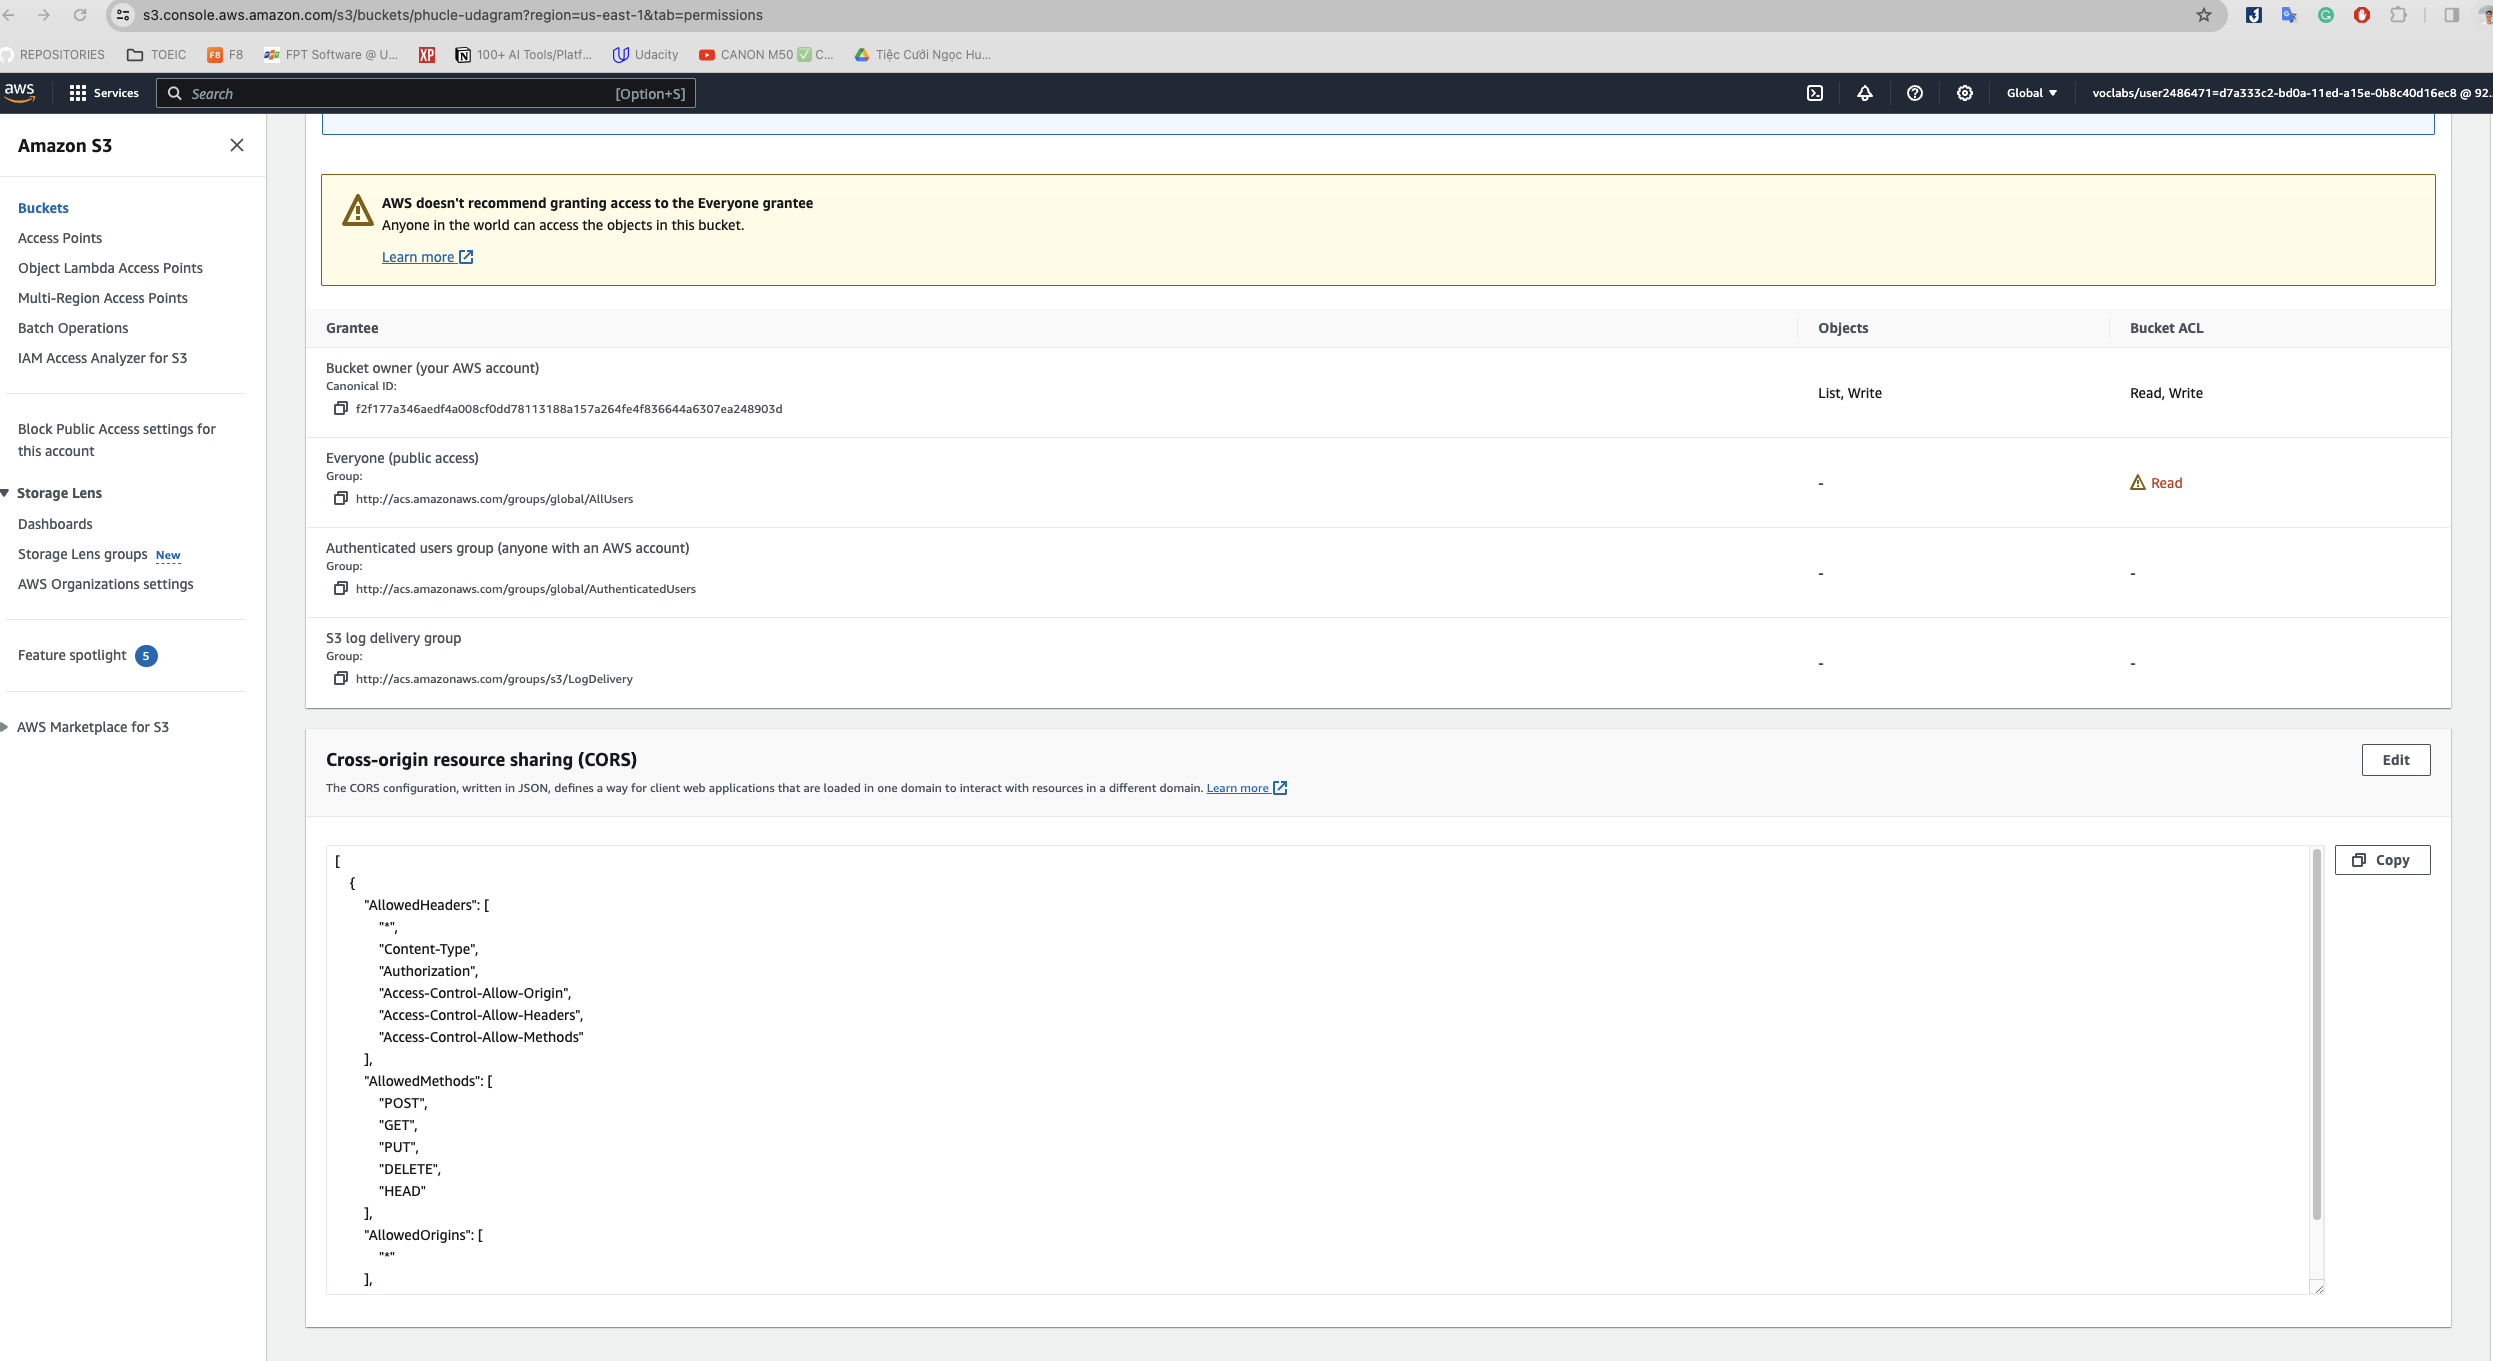 s3.console.aws.amazon.com/s3/buckets/phucle-udagram?region=us-east-1&tab=permissions
REPOSITORIES TOEIC F8 F8 FPT Software @ U... XP 100+ AI Tools/Platf... Udacity CANON M50 ✅ C... Tiệc Cưới Ngọc Hu...
aws Services Search [Option+S] Global voclabs/user2486471=d7a333c2-bd0a-11ed-a15e-0b8c40d16ec8 @ 92...
Amazon S3
Buckets
Access Points
Object Lambda Access Points
Multi-Region Access Points
Batch Operations
IAM Access Analyzer for S3
Block Public Access settings for
this account
Storage Lens
Dashboards
Storage Lens groups New
AWS Organizations settings
Feature spotlight 5
AWS Marketplace for S3
AWS doesn't recommend granting access to the Everyone grantee
Anyone in the world can access the objects in this bucket.
Learn more
Grantee Objects Bucket ACL
Bucket owner (your AWS account)
Canonical ID:
f2f177a346aedf4a008cf0dd78113188a157a264fe4f836644a6307ea248903d
List, Write Read, Write
Everyone (public access)
Group:
http://acs.amazonaws.com/groups/global/AllUsers
- Read
Authenticated users group (anyone with an AWS account)
Group:
http://acs.amazonaws.com/groups/global/AuthenticatedUsers
- -
S3 log delivery group
Group:
http://acs.amazonaws.com/groups/s3/LogDelivery
- -
Cross-origin resource sharing (CORS) Edit
The CORS configuration, written in JSON, defines a way for client web applications that are loaded in one domain to interact with resources in a different domain. Learn more
Copy
[
{
"AllowedHeaders": [
"*",
"Content-Type",
"Authorization",
"Access-Control-Allow-Origin",
"Access-Control-Allow-Headers",
"Access-Control-Allow-Methods"
],
"AllowedMethods": [
"POST",
"GET",
"PUT",
"DELETE",
"HEAD"
],
"AllowedOrigins": [
"*"
],